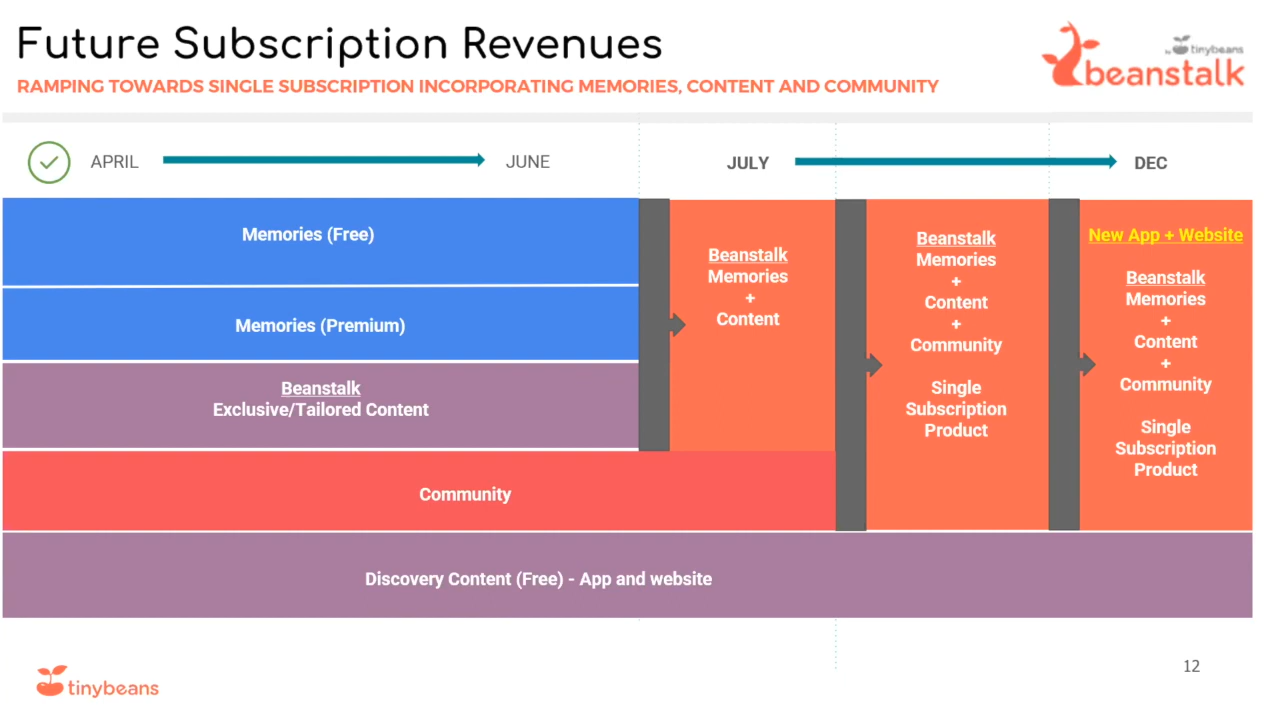 Future Subscription Revenues
RAMPING TOWARDS SINGLE SUBSCRIPTION INCORPORATING MEMORIES, CONTENT AND COMMUNITY
by tinybeans
beanstalk
APRIL
JUNE
JULY
DEC
Memories (Free)
Memories (Premium)
Beanstalk
Exclusive/Tailored Content
Community
Discovery Content (Free) - App and website
Beanstalk
Memories
+
Content
Beanstalk
Memories
+
Content
+
Community
Single
Subscription
Product
New App + Website
Beanstalk
Memories
+
Content
+
Community
Single
Subscription
Product
tinybeans
12